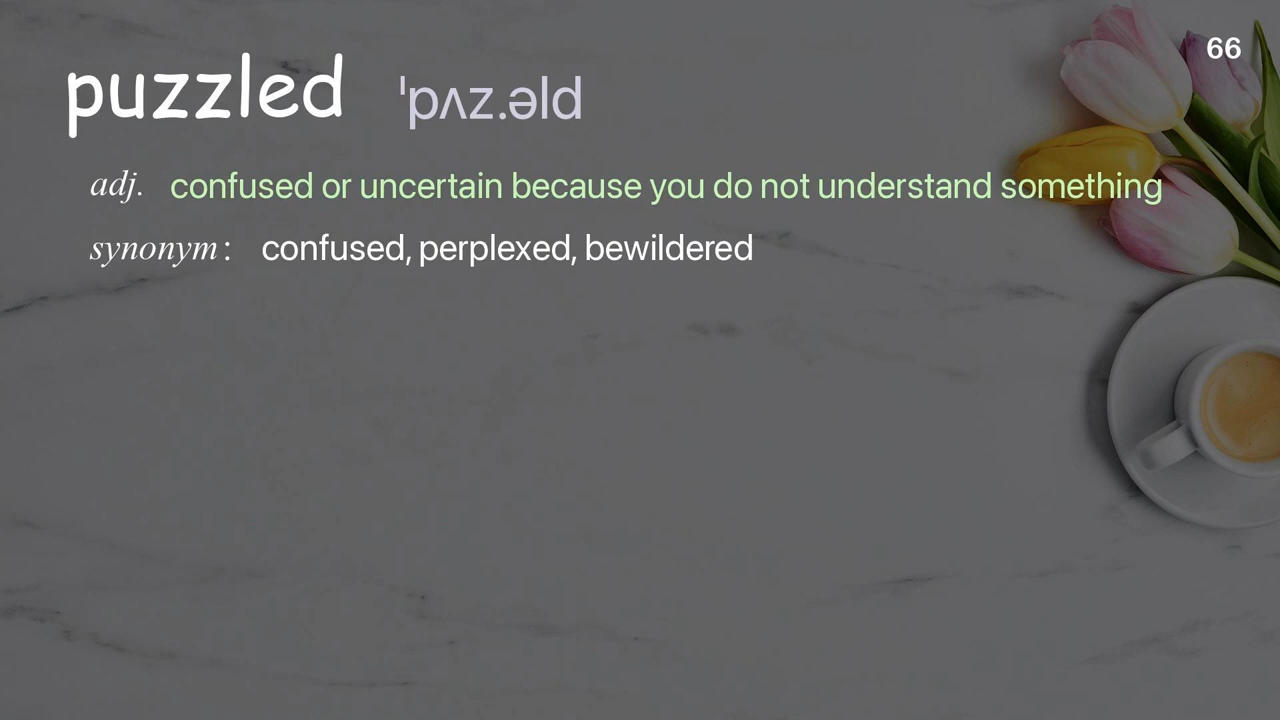 66
puzzled ˈpʌz.əld
adj. confused or uncertain because you do not understand something
synonym: confused, perplexed, bewildered